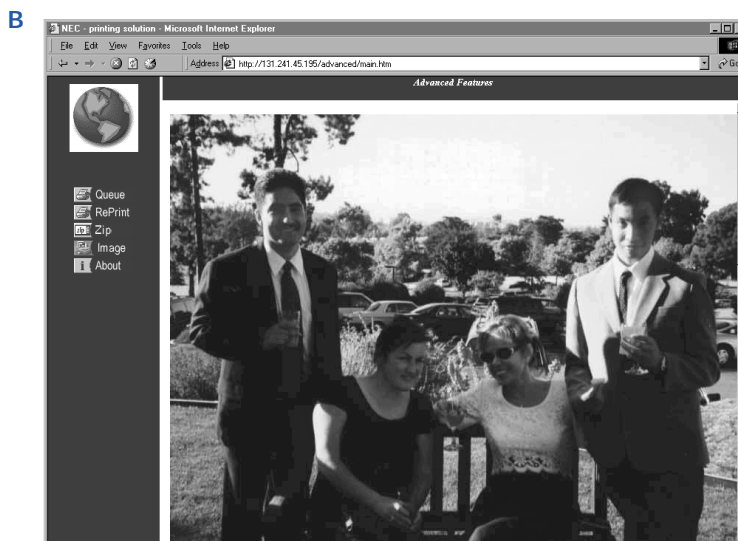 B
NEC - printing solution - Microsoft Internet Explorer
File Edit View Favorites Tools Help
Address http://131.241.45.195/advanced/main.htm Go
Advanced Features
Queue
RePrint
Zip
Image
About